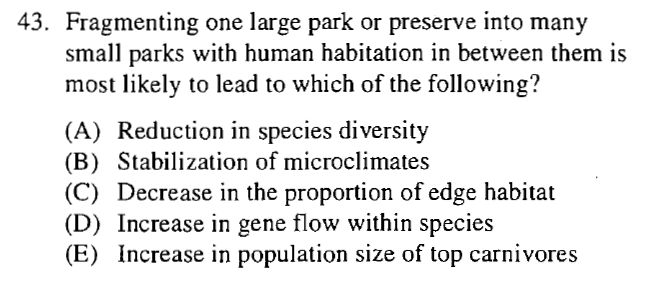 43. Fragmenting one large park or preserve into many
small parks with human habitation in between them is
most likely to lead to which of the following?
(A) Reduction in species diversity
(B) Stabilization of microclimates
(C) Decrease in the proportion of edge habitat
(D) Increase in gene flow within species
(E) Increase in population size of top carnivores